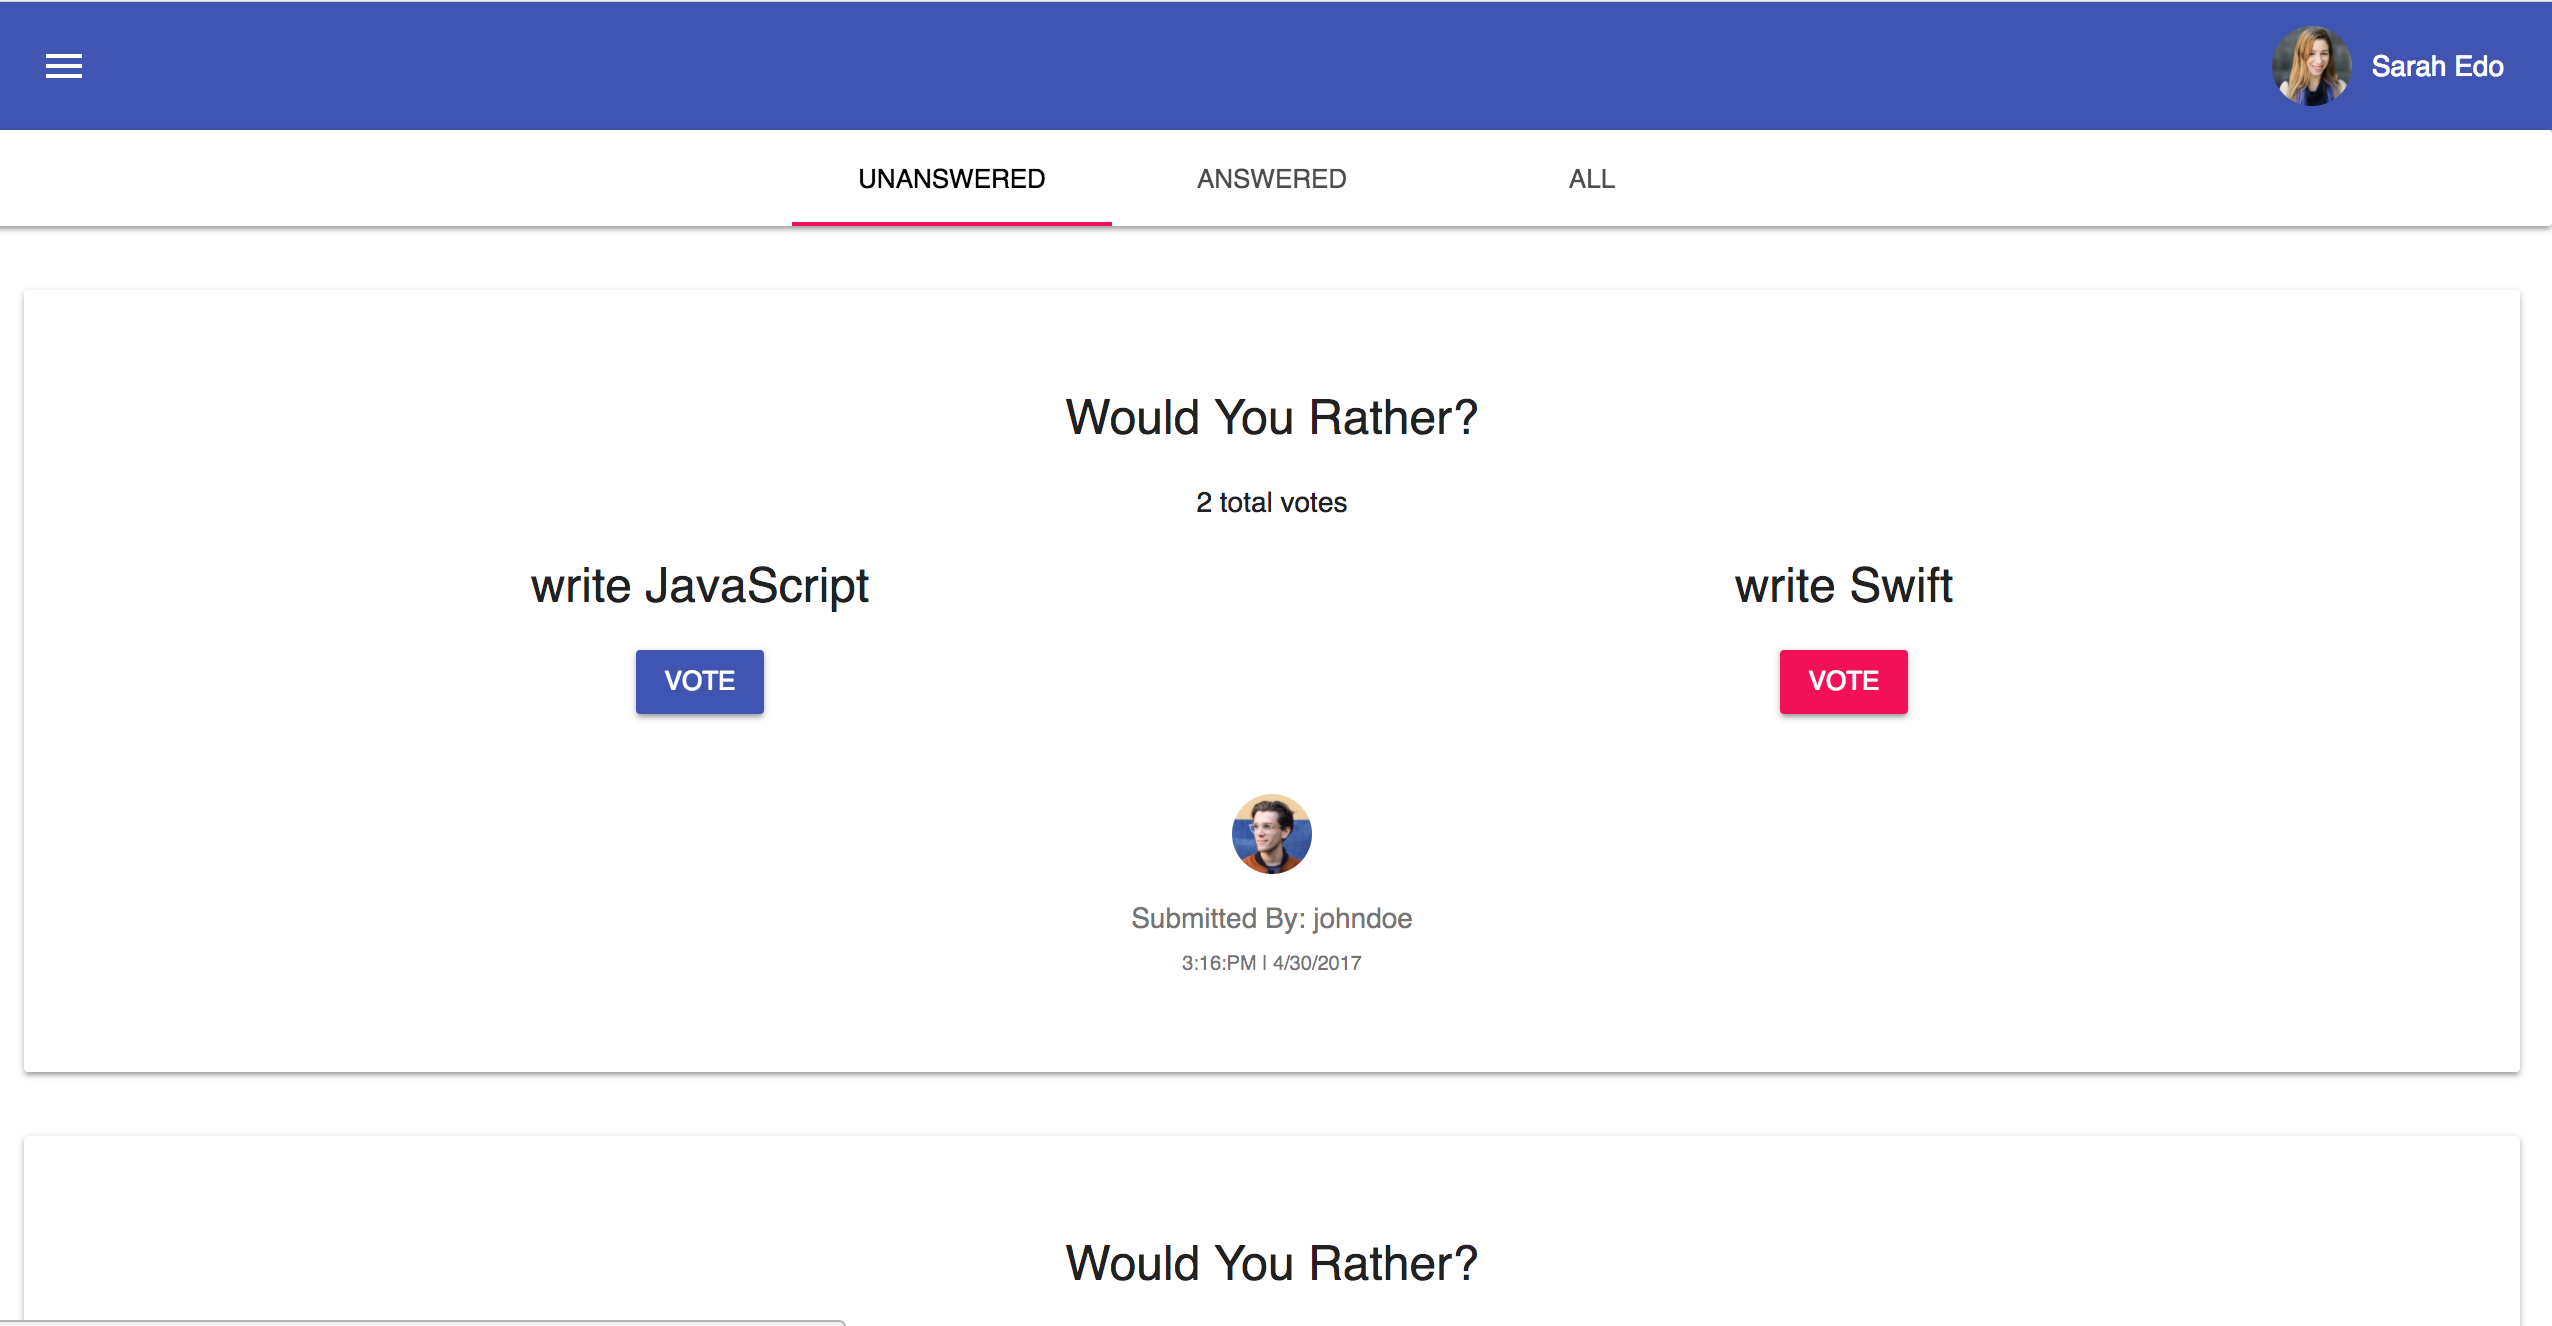 Sarah Edo
UNANSWERED ANSWERED ALL
Would You Rather?
2 total votes
write JavaScript write Swift
VOTE VOTE
Submitted By: johndoe
3:16:PM | 4/30/2017
Would You Rather?